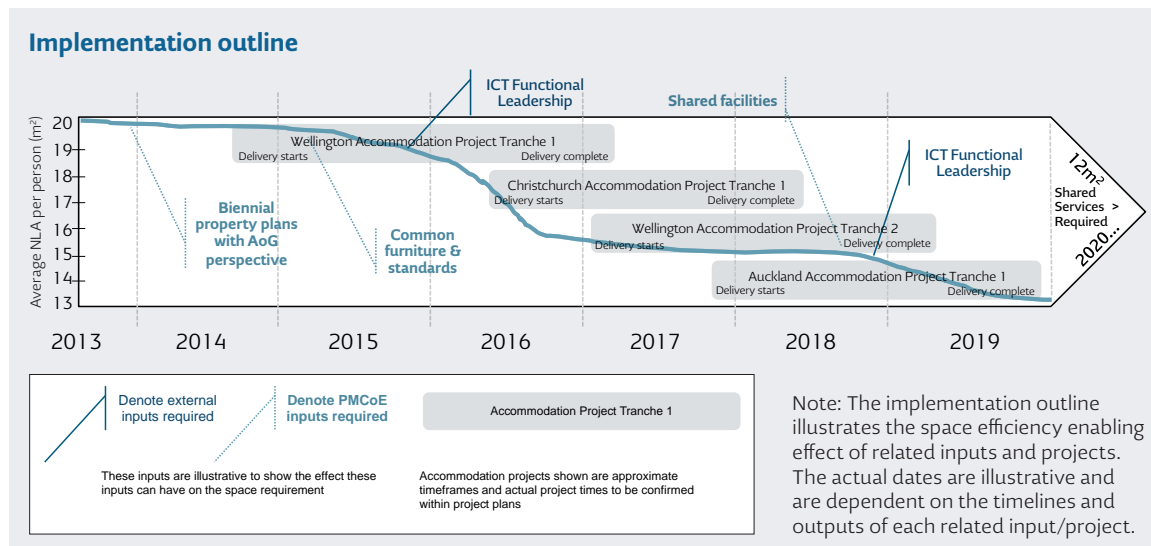 Implementation outline
Average NLA per person (m²)
20
19
18
17
16
15
14
13
ICT Functional
Leadership
Shared facilities
Wellington Accommodation Project Tranche 1
Delivery starts
Delivery complete
ICT Functional
Leadership
Christchurch Accommodation Project Tranche 1
Delivery starts
Delivery complete
Biennial
property plans
with AoG
perspective
Common
furniture &
standards
Wellington Accommodation Project Tranche 2
Delivery starts
Delivery complete
Auckland Accommodation Project Tranche 1
Delivery starts
Delivery complete
12m²
Shared
Services >
Required
2020...
2013
2014
2015
2016
2017
2018
2019
Denote external
inputs required
Denote PMCoE
inputs required
Accommodation Project Tranche 1
These inputs are illustrative to show the effect these
inputs can have on the space requirement
Accommodation projects shown are approximate
timeframes and actual project times to be confirmed
within project plans
Note: The implementation outline
illustrates the space efficiency enabling
effect of related inputs and projects.
The actual dates are illustrative and
are dependent on the timelines and
outputs of each related input/project.